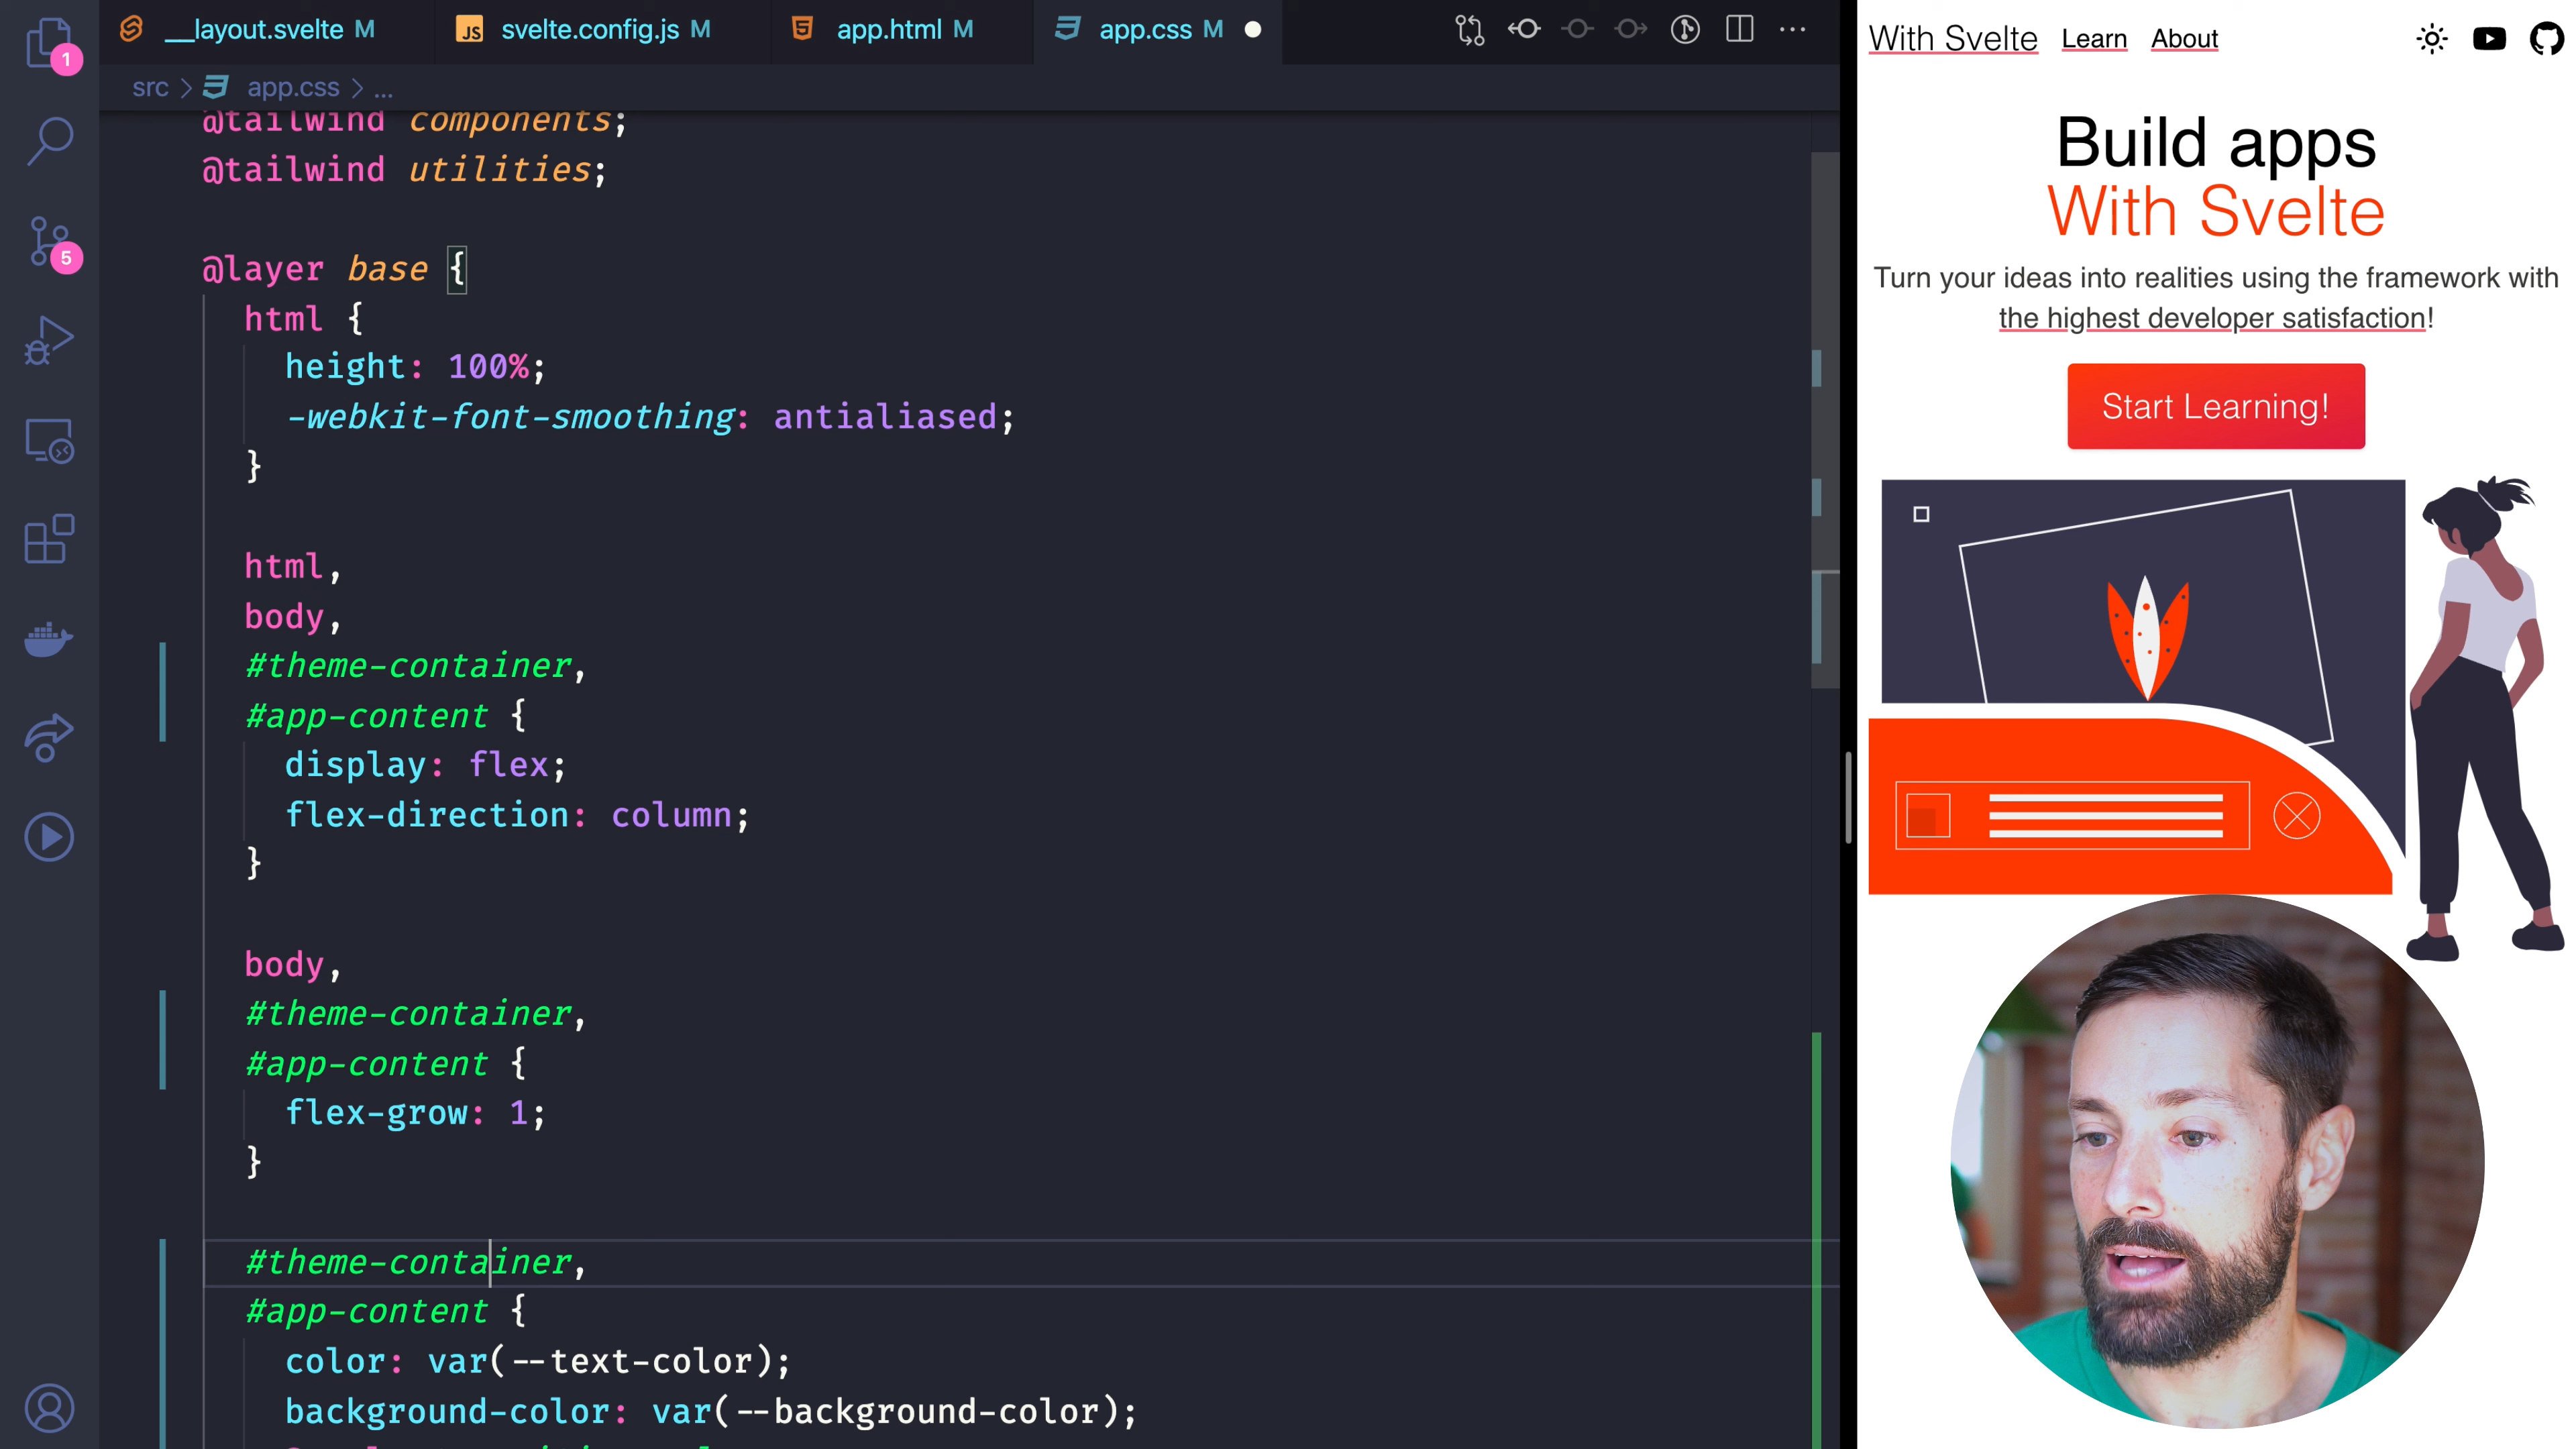 __layout.svelte M
svelte.config.js M
app.html M
app.css M
1
src > app.css > ...
@tailwind components;
@tailwind utilities;
5
@layer base {
html {
height: 100%;
-webkit-font-smoothing: antialiased;
}
html,
body,
#theme-container,
#app-content {
display: flex;
flex-direction: column;
}
body,
#theme-container,
#app-content {
flex-grow: 1;
}
#theme-container,
#app-content {
color: var(--text-color);
background-color: var(--background-color);
With Svelte Learn About
Build apps
With Svelte
Turn your ideas into realities using the framework with
the highest developer satisfaction!
Start Learning!